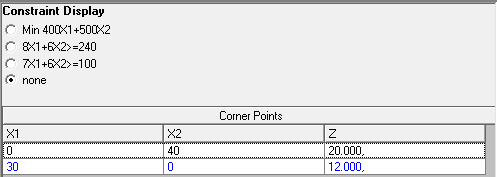 Constraint Display
Min 400X1+500X2
8X1+6X2>=240
7X1+6X2>=100
none
Corner Points
X1 X2 Z
0 40 20.000,
30 0 12.000,